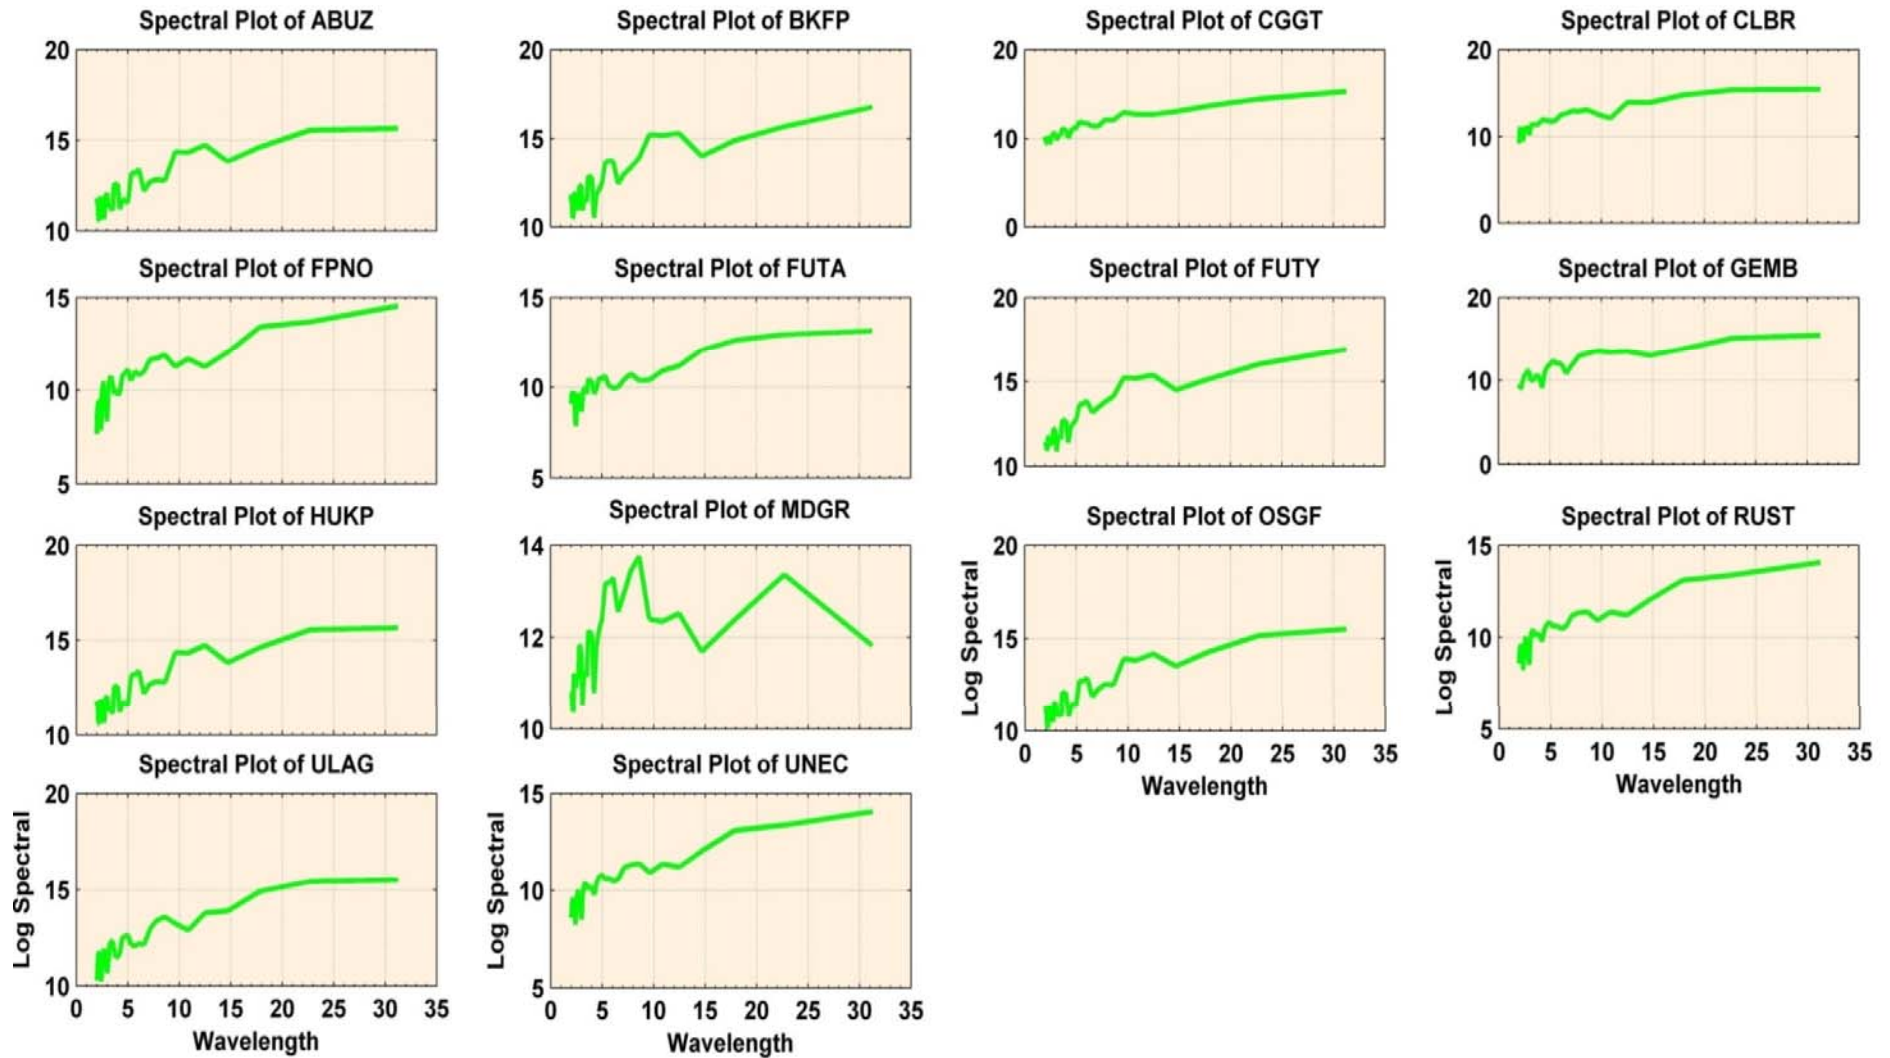 Spectral Plot of ABUZ
20
15
10
Spectral Plot of BKFP
20
15
10
Spectral Plot of CGGT
20
10
0
Spectral Plot of CLBR
20
10
0
Spectral Plot of FPNO
15
10
5
Spectral Plot of FUTA
15
10
5
Spectral Plot of FUTY
20
15
10
Spectral Plot of GEMB
20
10
0
Spectral Plot of HUKP
20
15
10
Spectral Plot of MDGR
14
12
10
Spectral Plot of OSGF
Log Spectral
20
15
10
0 5 10 15 20 25 30 35
Wavelength
Spectral Plot of RUST
Log Spectral
15
10
5
0 5 10 15 20 25 30 35
Wavelength
Spectral Plot of ULAG
Log Spectral
20
15
10
0 5 10 15 20 25 30 35
Wavelength
Spectral Plot of UNEC
Log Spectral
15
10
5
0 5 10 15 20 25 30 35
Wavelength